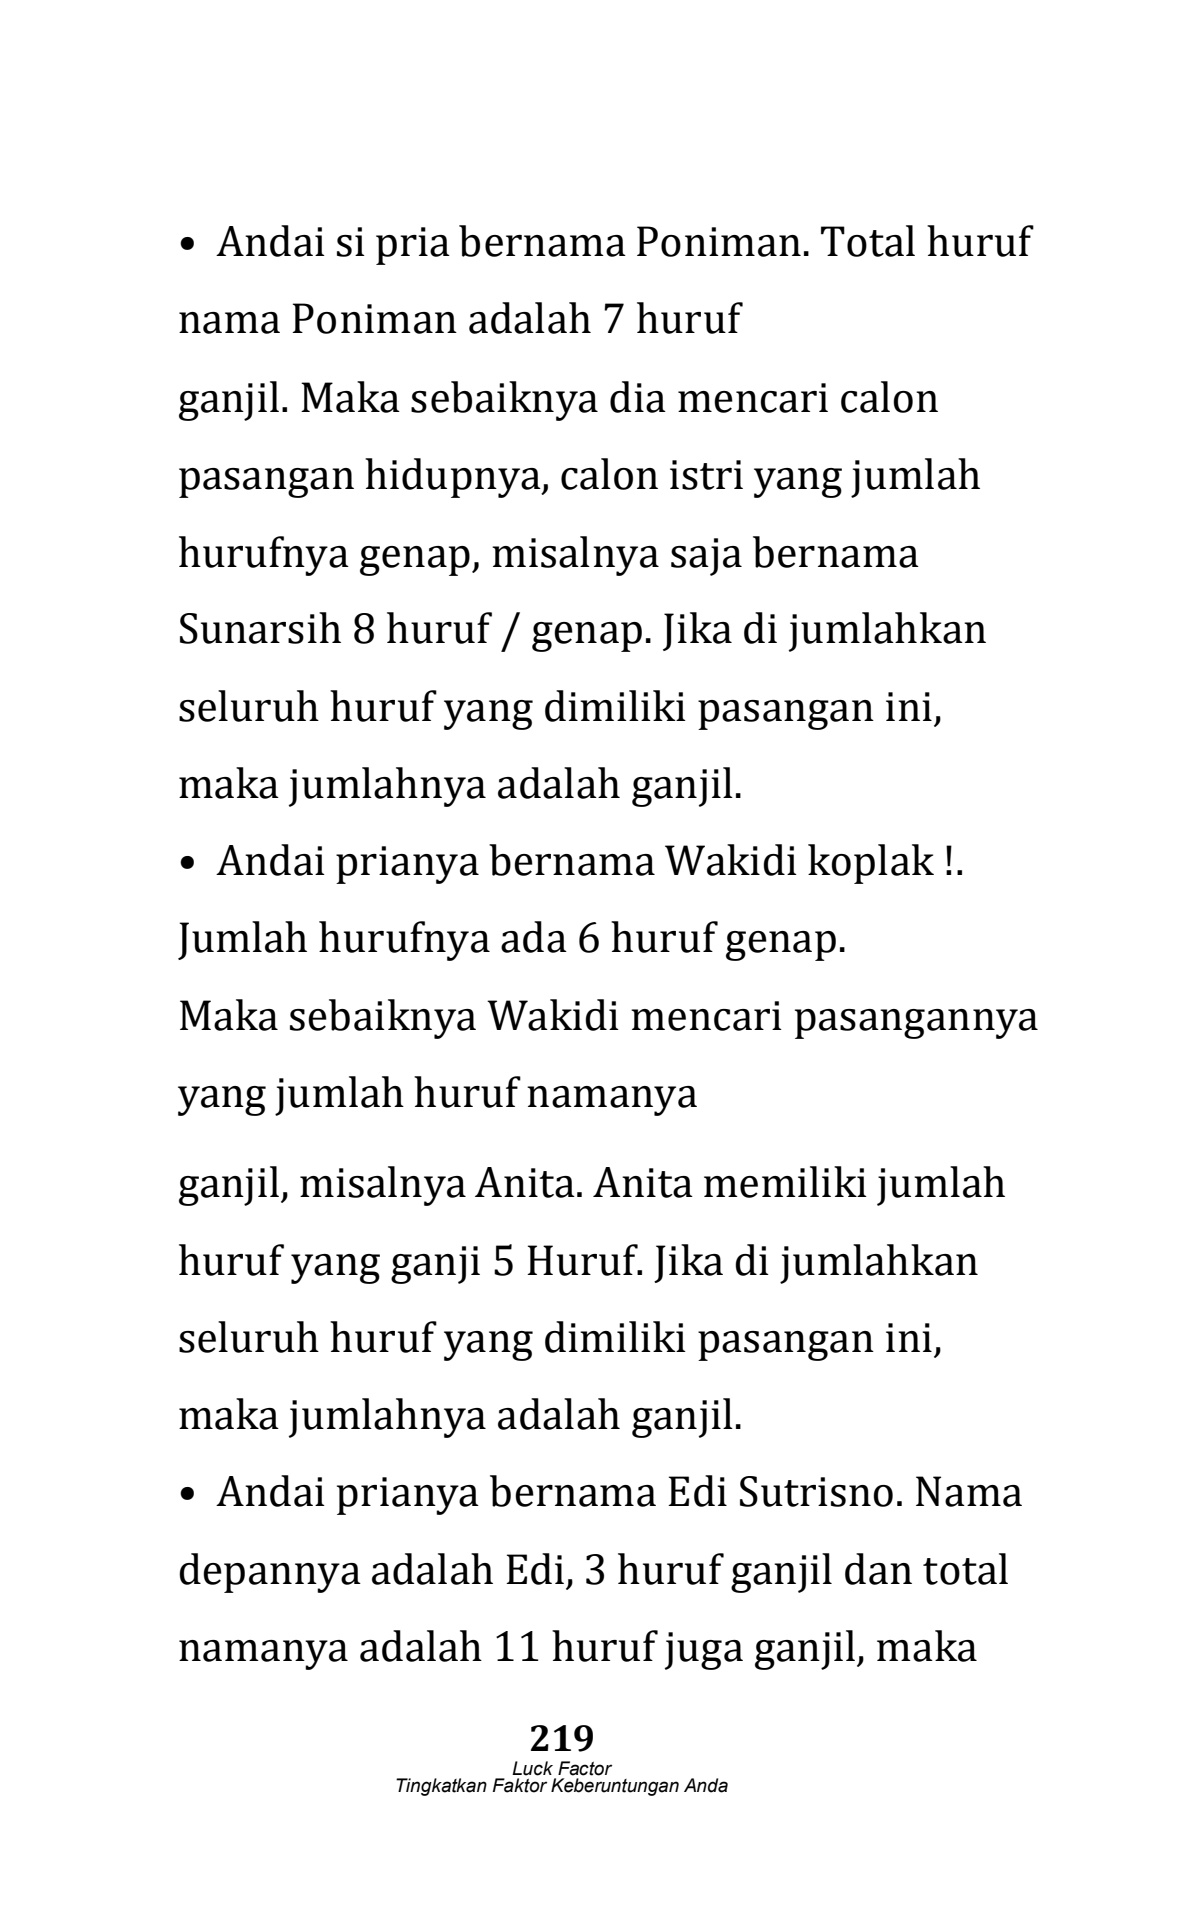 • Andai si pria bernama Poniman. Total huruf
nama Poniman adalah 7 huruf
ganjil. Maka sebaiknya dia mencari calon
pasangan hidupnya, calon istri yang jumlah
hurufnya genap, misalnya saja bernama
Sunarsih 8 huruf / genap. Jika di jumlahkan
seluruh huruf yang dimiliki pasangan ini,
maka jumlahnya adalah ganjil.
• Andai prianya bernama Wakidi koplak !.
Jumlah hurufnya ada 6 huruf genap.
Maka sebaiknya Wakidi mencari pasangannya
yang jumlah huruf namanya
ganjil, misalnya Anita. Anita memiliki jumlah
huruf yang ganji 5 Huruf. Jika di jumlahkan
seluruh huruf yang dimiliki pasangan ini,
maka jumlahnya adalah ganjil.
• Andai prianya bernama Edi Sutrisno. Nama
depannya adalah Edi, 3 huruf ganjil dan total
namanya adalah 11 huruf juga ganjil, maka
219
Luck Factor
Tingkatkan Faktor Keberuntungan Anda